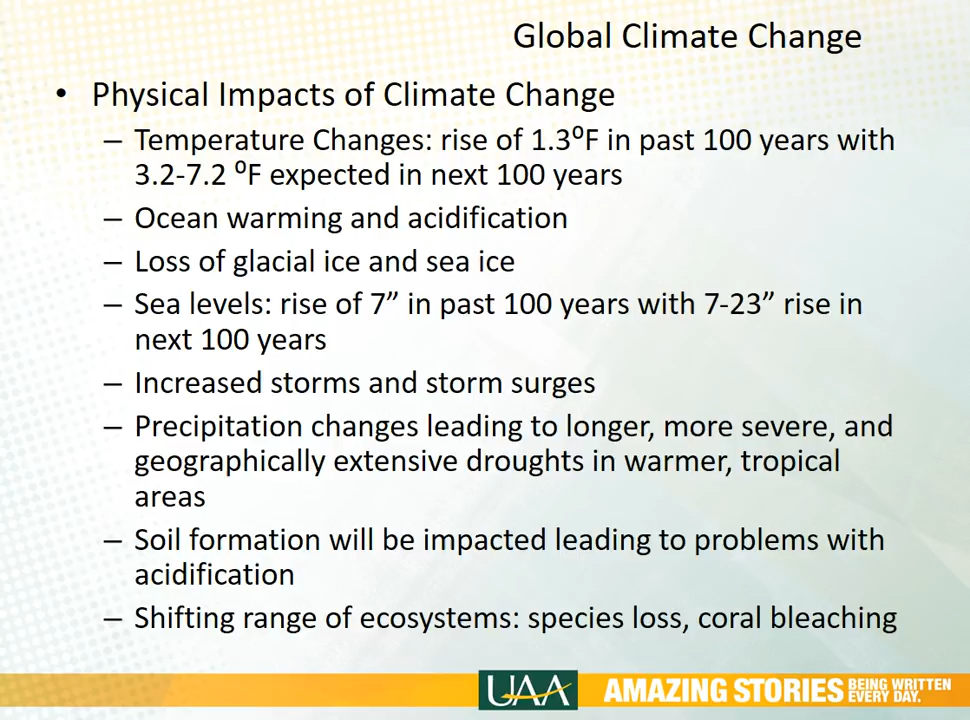 Global Climate Change
• Physical Impacts of Climate Change
– Temperature Changes: rise of 1.3⁰F in past 100 years with
3.2-7.2 ⁰F expected in next 100 years
– Ocean warming and acidification
– Loss of glacial ice and sea ice
– Sea levels: rise of 7” in past 100 years with 7-23” rise in
next 100 years
– Increased storms and storm surges
– Precipitation changes leading to longer, more severe, and
geographically extensive droughts in warmer, tropical
areas
– Soil formation will be impacted leading to problems with
acidification
– Shifting range of ecosystems: species loss, coral bleaching
UAA
AMAZING STORIES BEING WRITTEN
EVERY DAY.